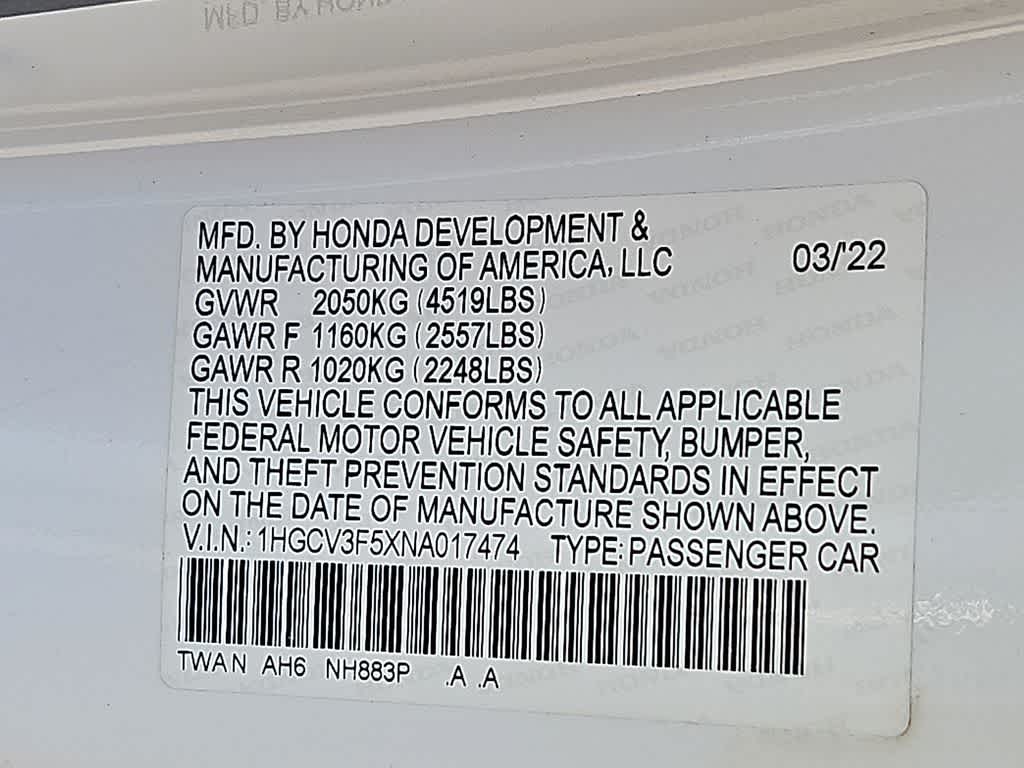 MFD. BY HONDA DEVELOPMENT &
MANUFACTURING OF AMERICA, LLC 03/'22
GVWR 2050KG (4519LBS)
GAWR F 1160KG (2557LBS)
GAWR R 1020KG (2248LBS)
THIS VEHICLE CONFORMS TO ALL APPLICABLE
FEDERAL MOTOR VEHICLE SAFETY, BUMPER,
AND THEFT PREVENTION STANDARDS IN EFFECT
ON THE DATE OF MANUFACTURE SHOWN ABOVE.
V.I.N.: 1HGCV3F5XNA017474 TYPE: PASSENGER CAR
TWAN AH6 NH883P .A .A